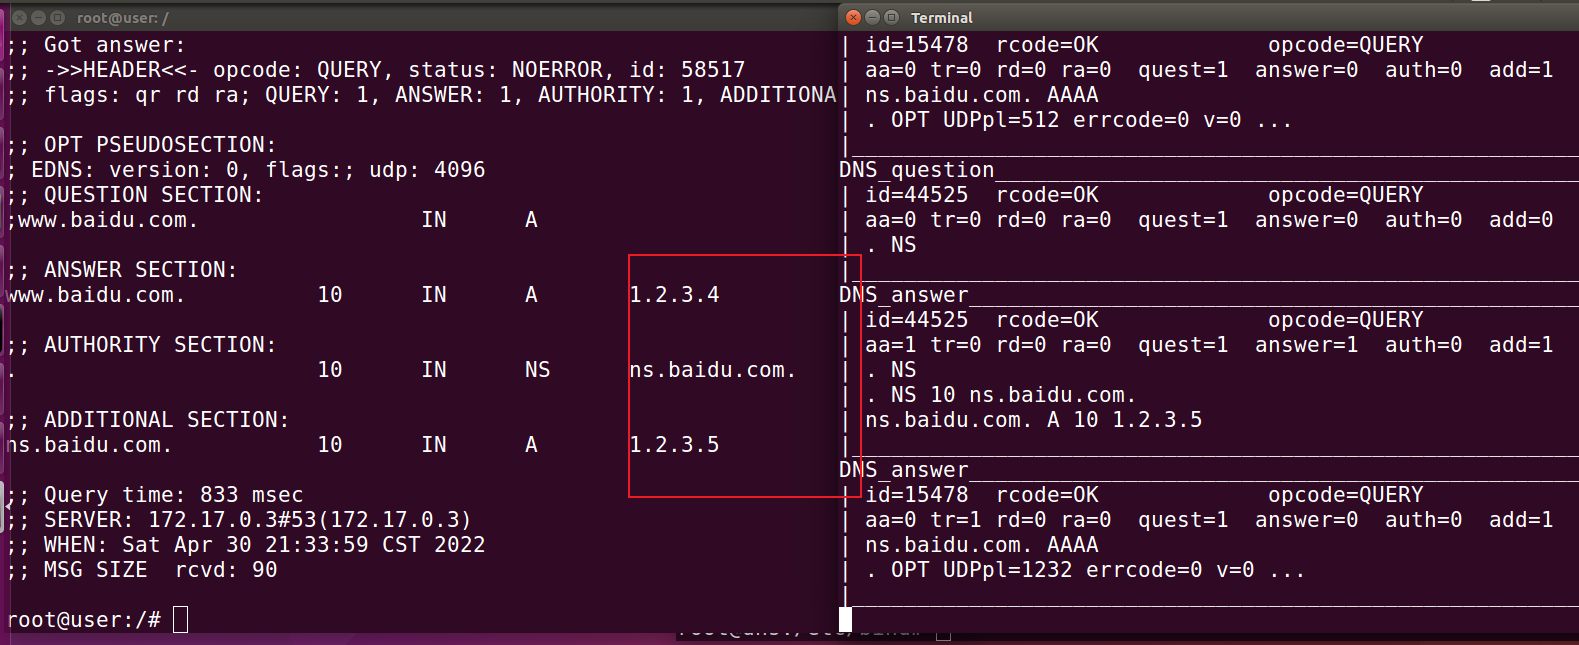 root@user: /
;; Got answer:
;; ->>HEADER<<- opcode: QUERY, status: NOERROR, id: 58517
;; flags: qr rd ra; QUERY: 1, ANSWER: 1, AUTHORITY: 1, ADDITIONA
;; OPT PSEUDOSECTION:
; EDNS: version: 0, flags:; udp: 4096
;; QUESTION SECTION:
;www.baidu.com. IN A
;; ANSWER SECTION:
www.baidu.com. 10 IN A 1.2.3.4
;; AUTHORITY SECTION:
. 10 IN NS ns.baidu.com.
;; ADDITIONAL SECTION:
ns.baidu.com. 10 IN A 1.2.3.5
;; Query time: 833 msec
;; SERVER: 172.17.0.3#53(172.17.0.3)
;; WHEN: Sat Apr 30 21:33:59 CST 2022
;; MSG SIZE rcvd: 90
root@user:/#
Terminal
| id=15478 rcode=OK opcode=QUERY
| aa=0 tr=0 rd=0 ra=0 quest=1 answer=0 auth=0 add=1
| ns.baidu.com. AAAA
| . OPT UDPpl=512 errcode=0 v=0 ...
|_______________________________________________________
DNS_question_____________________________________________
| id=44525 rcode=OK opcode=QUERY
| aa=0 tr=0 rd=0 ra=0 quest=1 answer=0 auth=0 add=0
| . NS
|_______________________________________________________
DNS_answer_______________________________________________
| id=44525 rcode=OK opcode=QUERY
| aa=1 tr=0 rd=0 ra=0 quest=1 answer=1 auth=0 add=1
| . NS
| . NS 10 ns.baidu.com.
| ns.baidu.com. A 10 1.2.3.5
|_______________________________________________________
DNS_answer_______________________________________________
| id=15478 rcode=OK opcode=QUERY
| aa=0 tr=1 rd=0 ra=0 quest=1 answer=0 auth=0 add=1
| ns.baidu.com. AAAA
| . OPT UDPpl=1232 errcode=0 v=0 ...
|_______________________________________________________